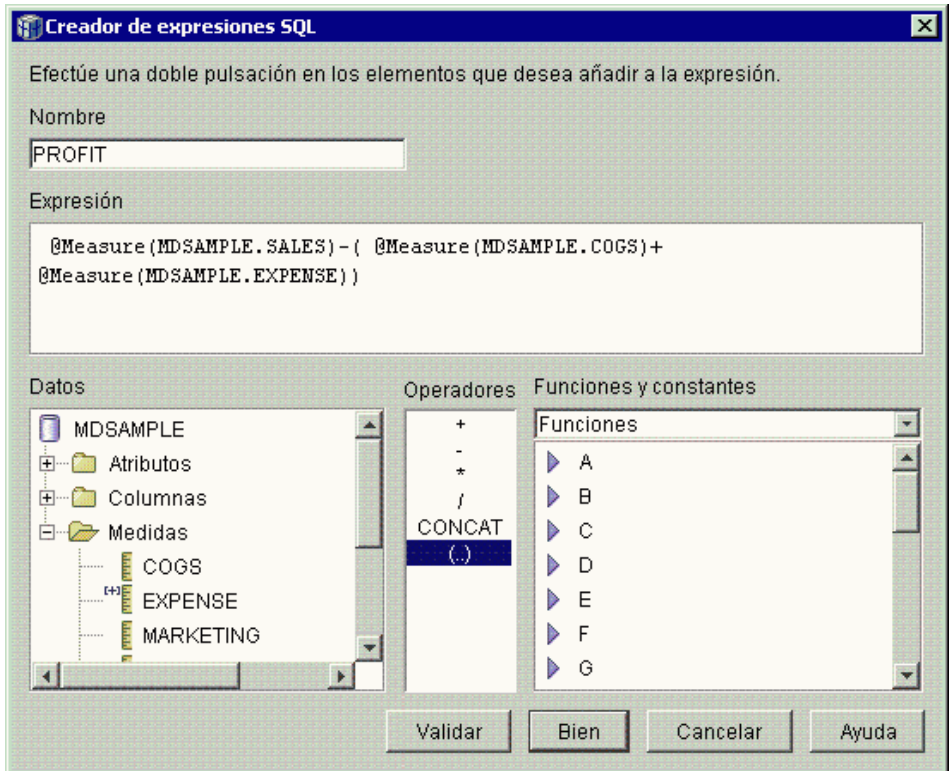 Creador de expresiones SQL
Efectúe una doble pulsación en los elementos que desea añadir a la expresión.
Nombre
PROFIT
Expresión
@Measure(MDSAMPLE.SALES)-( @Measure(MDSAMPLE.COGS)+
@Measure(MDSAMPLE.EXPENSE))
Datos
MDSAMPLE
Atributos
Columnas
Medidas
COGS
EXPENSE
MARKETING
Operadores
+
-
*
/
CONCAT
(..)
Funciones y constantes
Funciones
A
B
C
D
E
F
G
Validar
Bien
Cancelar
Ayuda